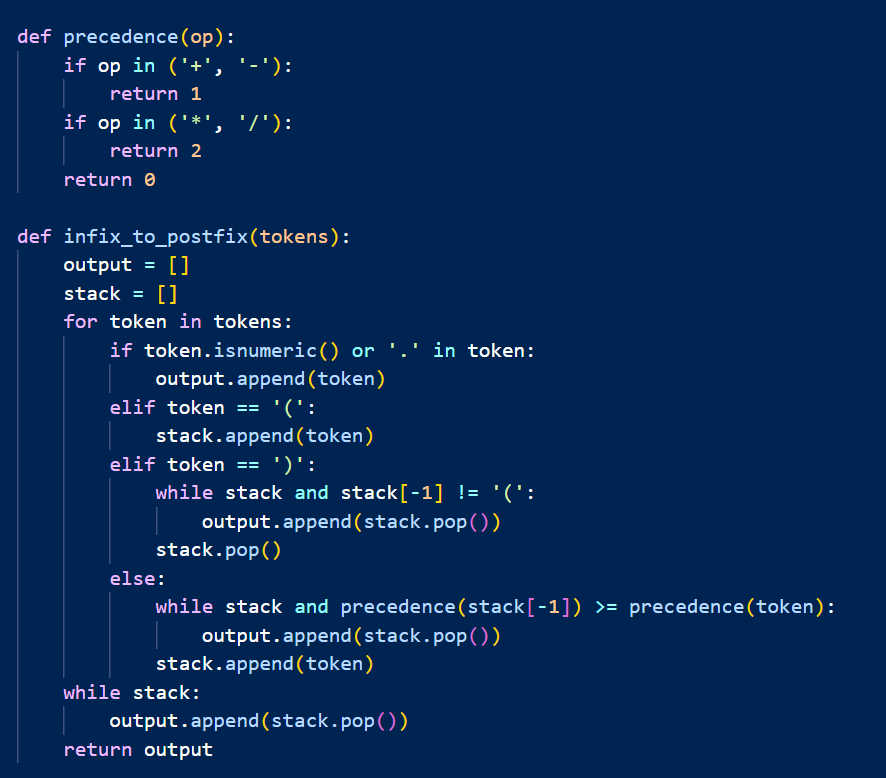 def precedence(op):
    if op in ('+', '-'):
        return 1
    if op in ('*', '/'):
        return 2
    return 0

def infix_to_postfix(tokens):
    output = []
    stack = []
    for token in tokens:
        if token.isnumeric() or '.' in token:
            output.append(token)
        elif token == '(':
            stack.append(token)
        elif token == ')':
            while stack and stack[-1] != '(':
                output.append(stack.pop())
            stack.pop()
        else:
            while stack and precedence(stack[-1]) >= precedence(token):
                output.append(stack.pop())
            stack.append(token)
    while stack:
        output.append(stack.pop())
    return output